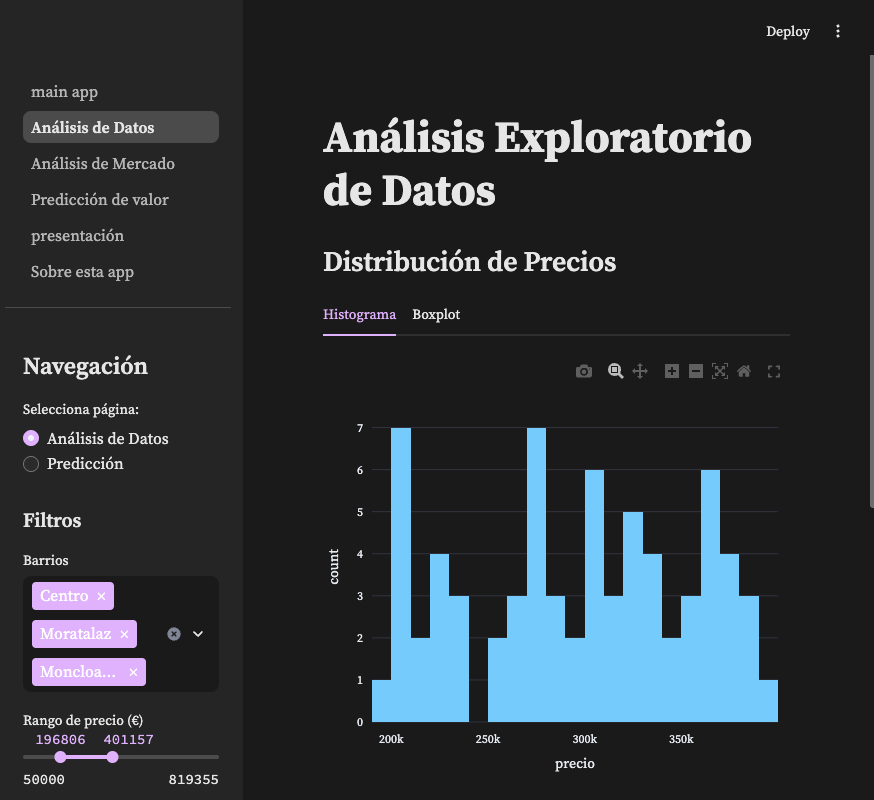 Deploy
main app
Análisis de Datos
Análisis de Mercado
Predicción de valor
presentación
Sobre esta app
Navegación
Selecciona página:
Análisis de Datos
Predicción
Filtros
Barrios
Centro
Moratalaz
Moncloa...
Rango de precio (€)
196806 401157
50000 819355
Análisis Exploratorio
de Datos
Distribución de Precios
Histograma Boxplot
7
6
5
4
3
2
1
0
count
200k 250k 300k 350k
precio